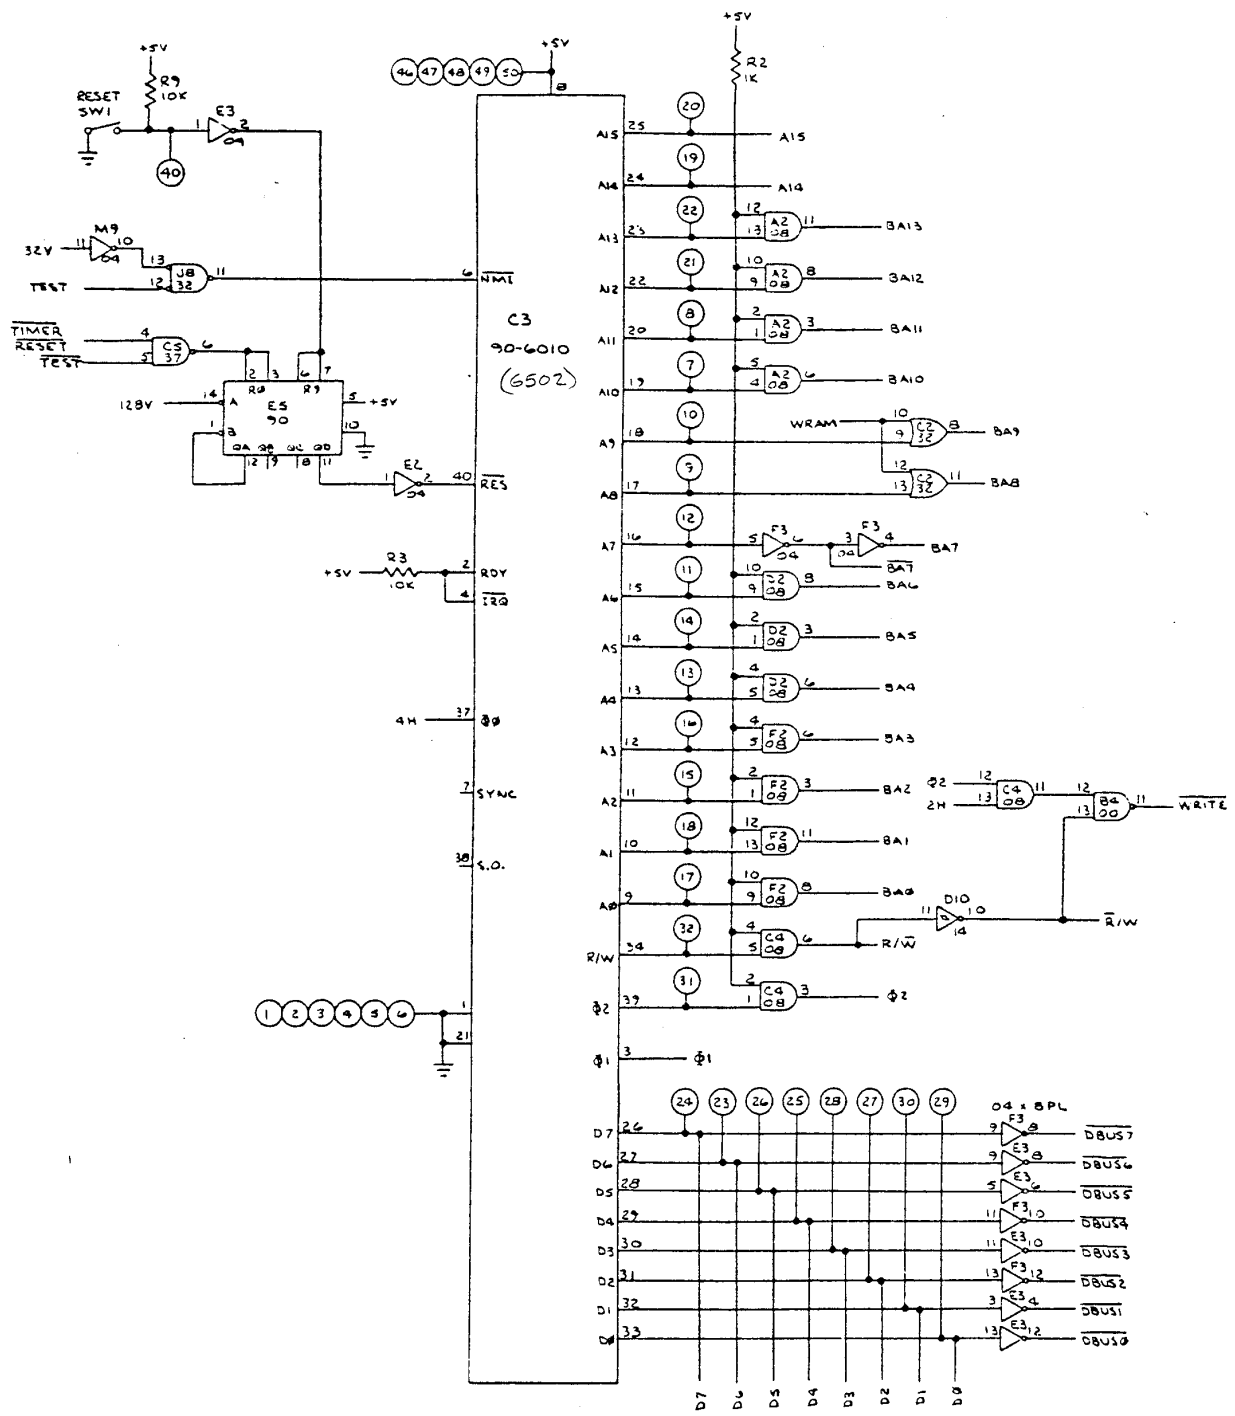 +5V
R2
1K
+5V
R9
10K
RESET
SW1
1
E3
2
04
40
+5V
46 47 48 49 50
8
32V
11
M9
10
04
13
J8
32
11
TEST
12
6
NMI
TIMER
RESET
4
C5
37
6
TEST
5
2
3
6
7
R0
R9
128V
14
A
E5
90
5
+5V
1
B
10
QA
QB
QC
QD
12
9
8
11
1
E2
2
04
40
RES
+5V
R3
10K
2
RDY
4
IRQ
4H
37
Φ0
7
SYNC
38
S.O.
1 2 3 4 5 6
1
21
C3
90-6010
(6502)
A15
25
20
A15
A14
24
19
A14
A13
23
22
12
13
A2
08
11
BA13
A12
22
21
10
9
A2
08
8
BA12
A11
20
8
2
1
A2
08
3
BA11
A10
19
7
5
4
A2
08
6
BA10
WRAM
A9
18
10
10
9
C2
32
8
BA9
A8
17
9
12
13
C2
32
11
BA8
A7
16
12
5
F3
6
04
3
F3
4
04
BA7
BA7
A6
15
11
10
9
D2
08
8
BA6
A5
14
14
2
1
D2
08
3
BA5
A4
13
13
4
5
D2
08
6
BA4
A3
12
16
4
5
F2
08
6
BA3
A2
11
15
2
1
F2
08
3
BA2
A1
10
18
12
13
F2
08
11
BA1
A0
9
17
10
9
F2
08
8
BA0
R/W
34
32
4
5
C4
08
6
R/W
11
D10
10
14
R/W
Φ2
12
2H
13
C4
08
11
12
13
B4
00
11
WRITE
Φ2
39
31
2
1
C4
08
3
Φ2
Φ1
3
Φ1
24 23 26 25 28 27 30 29
04 x 8PL
D7
26
9
F3
8
DBUS7
D6
27
9
E3
8
DBUS6
D5
28
5
E3
6
DBUS5
D4
29
11
F3
10
DBUS4
D3
30
11
E3
10
DBUS3
D2
31
13
F3
12
DBUS2
D1
32
3
E3
4
DBUS1
D0
33
13
E3
12
DBUS0
D7 D6 D5 D4 D3 D2 D1 D0